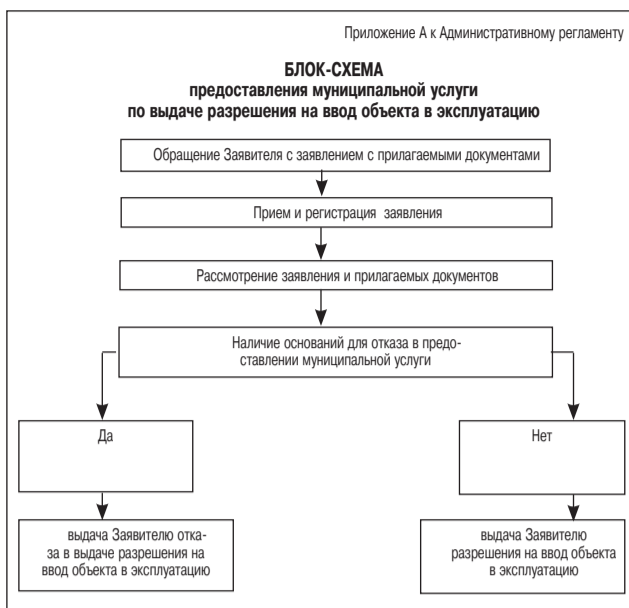 Приложение А к Административному регламенту
БЛОК-СХЕМА
предоставления муниципальной услуги
по выдаче разрешения на ввод объекта в эксплуатацию
Обращение Заявителя с заявлением с прилагаемыми документами
Прием и регистрация заявления
Рассмотрение заявления и прилагаемых документов
Наличие оснований для отказа в предо-
ставлении муниципальной услуги
Да
Нет
выдача Заявителю отка-
за в выдаче разрешения на
ввод объекта в эксплуатацию
выдача Заявителю
разрешения на ввод объекта
в эксплуатацию